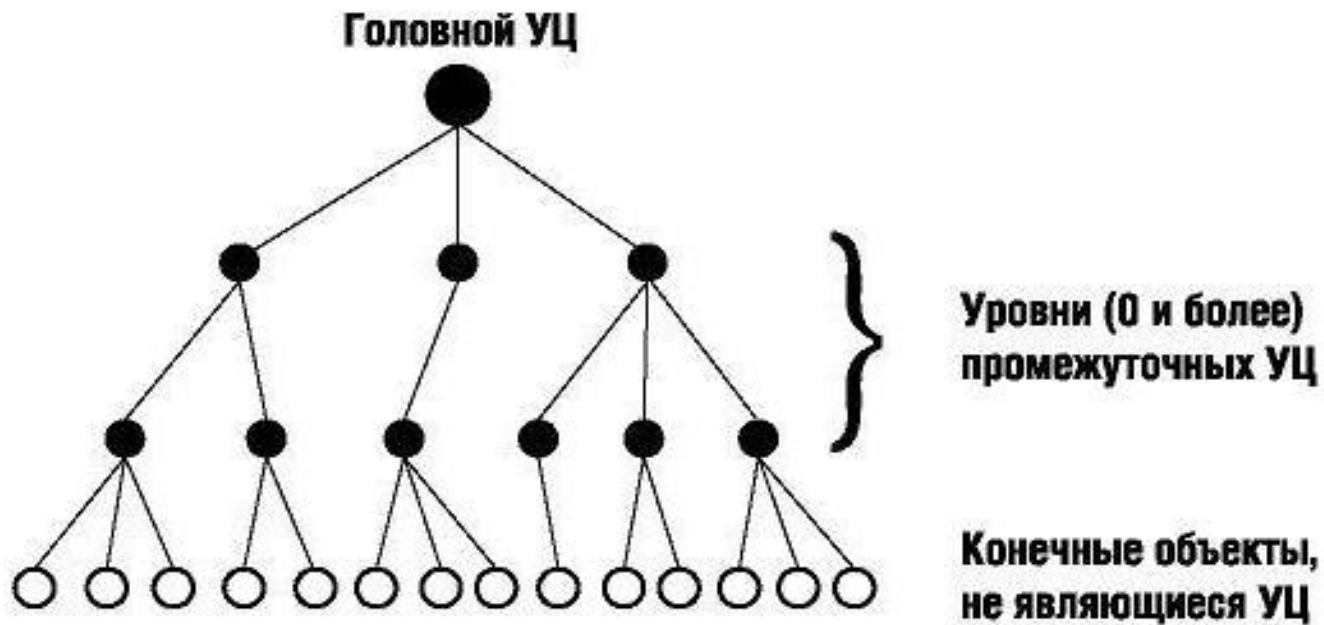 Головной УЦ
Уровни (0 и более)
промежуточных УЦ
Конечные объекты,
не являющиеся УЦ